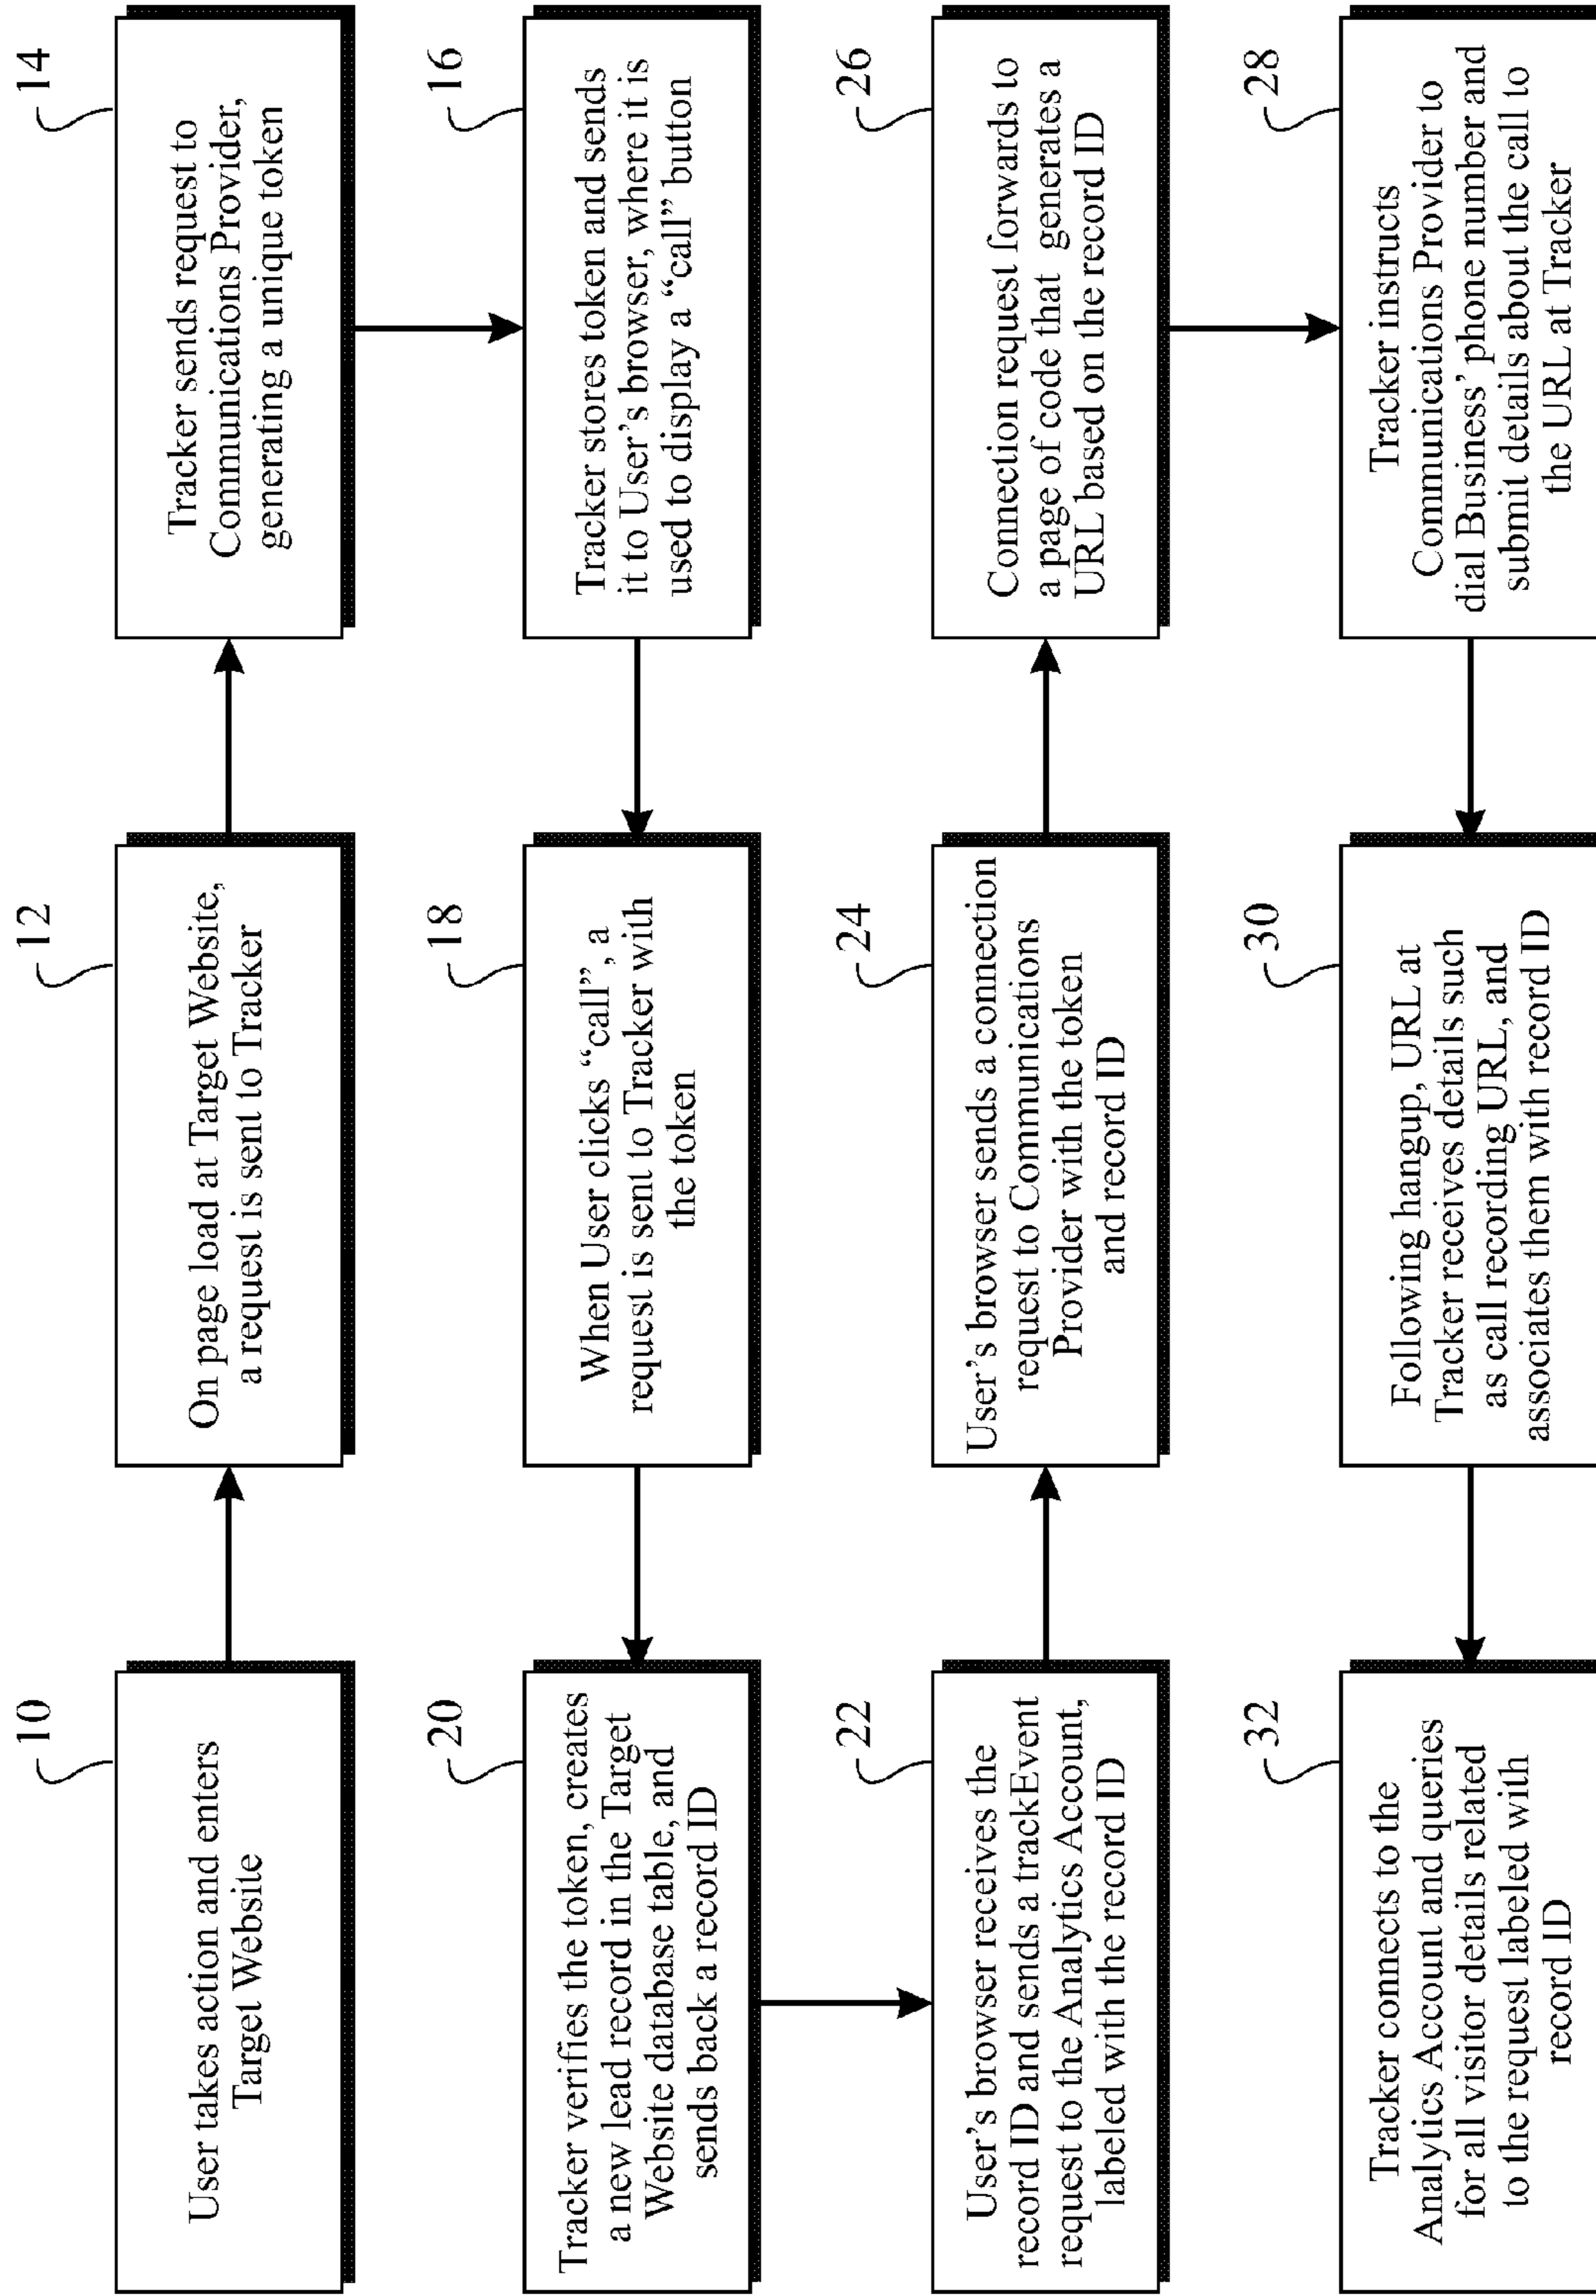 10
User takes action and enters
Target Website
12
On page load at Target Website,
a request is sent to Tracker
14
Tracker sends request to
Communications Provider,
generating a unique token
16
Tracker stores token and sends
it to User's browser, where it is
used to display a “call” button
18
When User clicks “call”, a
request is sent to Tracker with
the token
20
Tracker verifies the token, creates
a new lead record in the Target
Website database table, and
sends back a record ID
22
User's browser receives the
record ID and sends a trackEvent
request to the Analytics Account,
labeled with the record ID
24
User's browser sends a connection
request to Communications
Provider with the token
and record ID
26
Connection request forwards to
a page of code that generates a
URL based on the record ID
28
Tracker instructs
Communications Provider to
dial Business’ phone number and
submit details about the call to
the URL at Tracker
30
Following hangup, URL at
Tracker receives details such
as call recording URL, and
associates them with record ID
32
Tracker connects to the
Analytics Account and queries
for all visitor details related
to the request labeled with
record ID